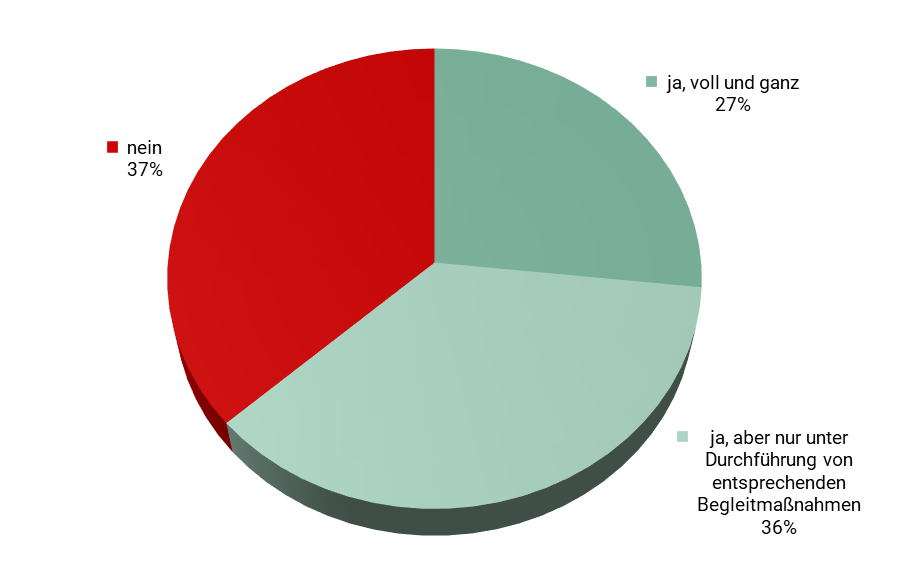 ja, voll und ganz
27%
nein
37%
ja, aber nur unter
Durchführung von
entsprechenden
Begleitmaßnahmen
36%